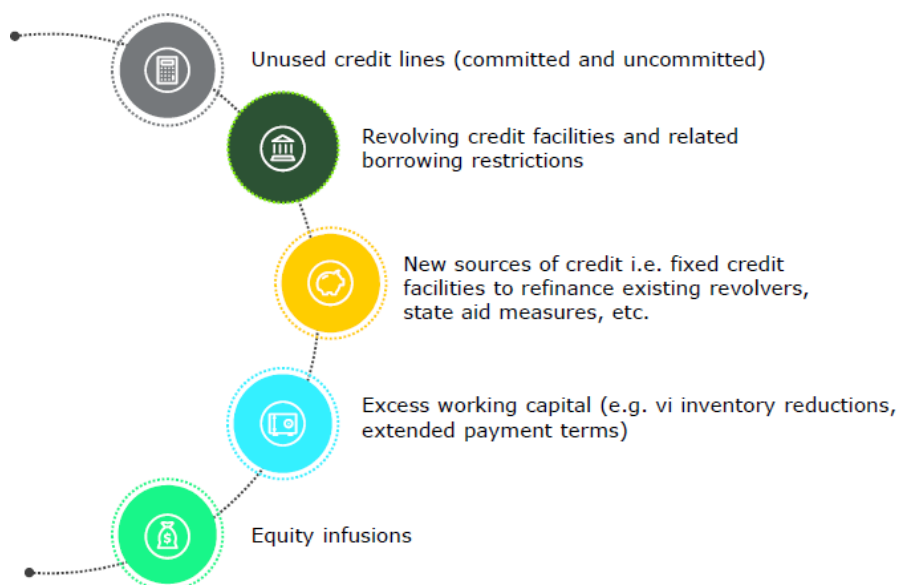 Unused credit lines (committed and uncommitted)
Revolving credit facilities and related
borrowing restrictions
New sources of credit i.e. fixed credit
facilities to refinance existing revolvers,
state aid measures, etc.
Excess working capital (e.g. vi inventory reductions,
extended payment terms)
$
Equity infusions